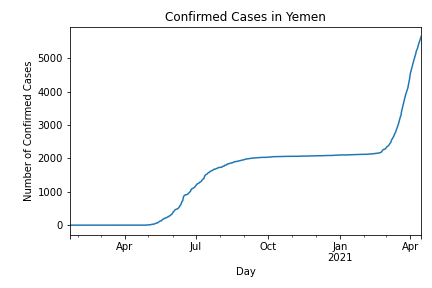 Confirmed Cases in Yemen
Number of Confirmed Cases
5000
4000
3000
2000
1000
0
Apr Jul Oct Jan Apr
2021
Day